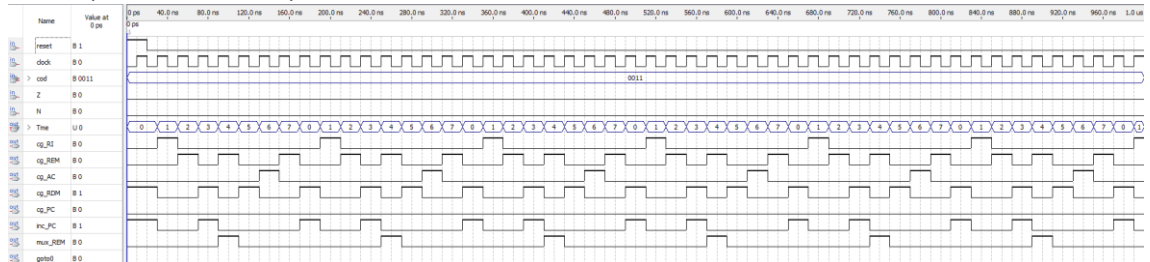 Name Value at 0 ps 0 ps 40.0 ns 80.0 ns 120.0 ns 160.0 ns 200.0 ns 240.0 ns 280.0 ns 320.0 ns 360.0 ns 400.0 ns 440.0 ns 480.0 ns 520.0 ns 560.0 ns 600.0 ns 640.0 ns 680.0 ns 720.0 ns 760.0 ns 800.0 ns 840.0 ns 880.0 ns 920.0 ns 960.0 ns 1.0 us
0 ps
reset B 1
clock B 0
> cod B 0011 0011
Z B 0
N B 0
> Tme U 0 0 1 2 3 4 5 6 7 0 1 2 3 4 5 6 7 0 1 2 3 4 5 6 7 0 1 2 3 4 5 6 7 0 1 2 3 4 5 6 7 0 1 2 3 4 5 6 7 0 1
cg_RI B 0
cg_REM B 0
cg_AC B 0
cg_RDM B 1
cg_PC B 0
inc_PC B 1
mux_REM B 0
goto0 B 0